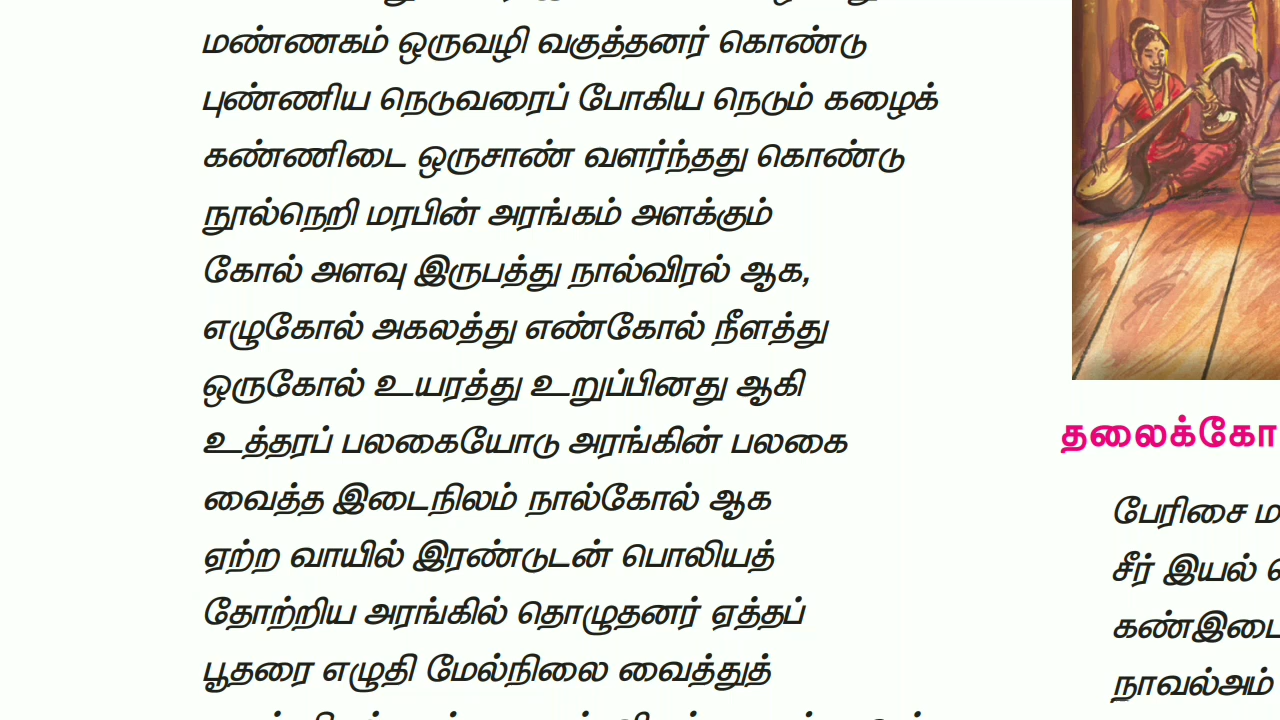 மண்ணகம் ஒருவழி வகுத்தனர் கொண்டு
புண்ணிய நெடுவரைப் போகிய நெடும் கழைக்
கண்ணிடை ஒருசாண் வளர்ந்தது கொண்டு
நூல்நெறி மரபின் அரங்கம் அளக்கும்
கோல் அளவு இருபத்து நால்விரல் ஆக,
எழுகோல் அகலத்து எண்கோல் நீளத்து
ஒருகோல் உயரத்து உறுப்பினது ஆகி
உத்தரப் பலகையோடு அரங்கின் பலகை
வைத்த இடைநிலம் நால்கோல் ஆக
ஏற்ற வாயில் இரண்டுடன் பொலியத்
தோற்றிய அரங்கில் தொழுதனர் ஏத்தப்
பூதரை எழுதி மேல்நிலை வைத்துத்
தலைக்கோ
பேரிசை ம
சீர் இயல்
கண்இடை
நாவல்அம்